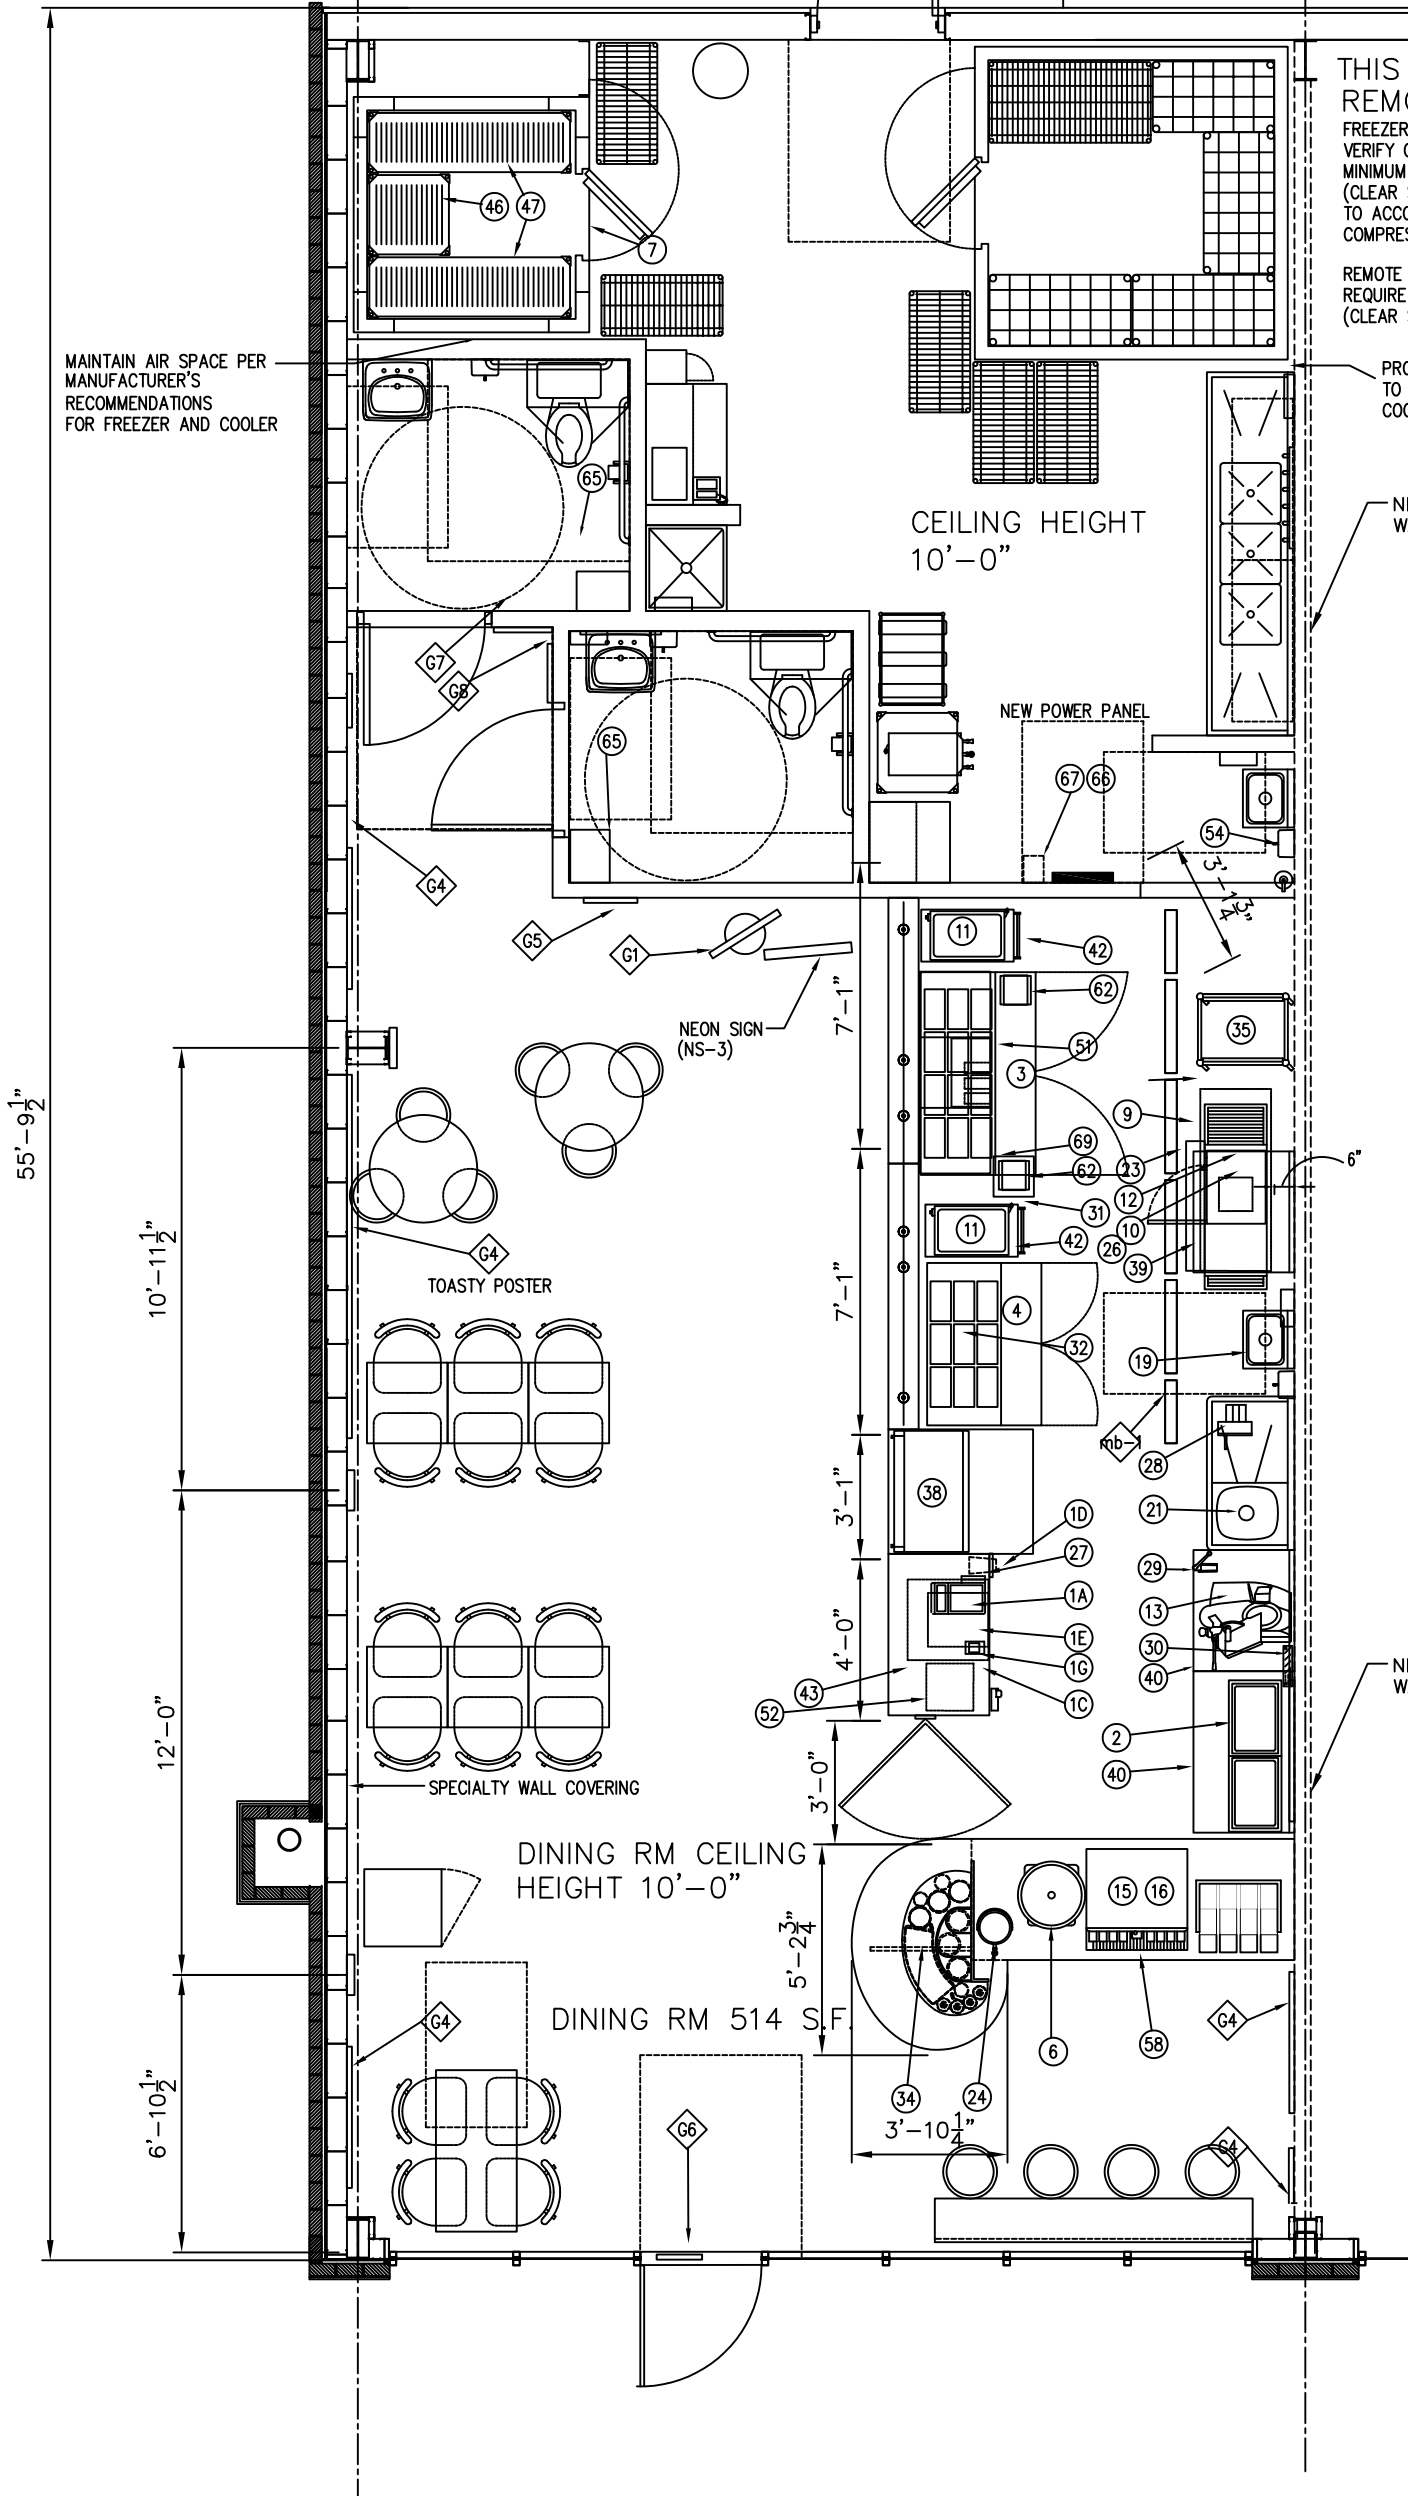 THIS
FREEZER
VERIFY
MINIMUM
(CLEAR
COMPRES
REMOTE
REQUIRE
(CLEAR
46
47
7
MAINTAIN AIR SPACE PER
MANUFACTURER'S
RECOMMENDATIONS
FOR FREEZER AND COOLER
PRO
TO
COO
65
CEILING HEIGHT
10'-0"
G7
G8
65
NEW POWER PANEL
67
66
54
3'-1 3/4"
G4
G5
G1
NEON SIGN
(NS-3)
11
42
62
7'-1"
51
3
35
9
69
62
23
12
10
6"
31
26
39
11
42
55'-9 1/2"
10'-11 1/2"
G4
TOASTY POSTER
7'-1"
4
32
19
mb-1
28
38
3'-1"
21
1D
27
29
1A
13
4'-0"
1E
30
1G
40
43
1C
52
2
12'-0"
3'-0"
40
SPECIALTY WALL COVERING
DINING RM CEILING
HEIGHT 10'-0"
15
16
5'-2 3/4"
DINING RM 514 S.F.
G4
G4
6
58
34
24
6'-10 1/2"
G6
3'-10 1/4"
G4